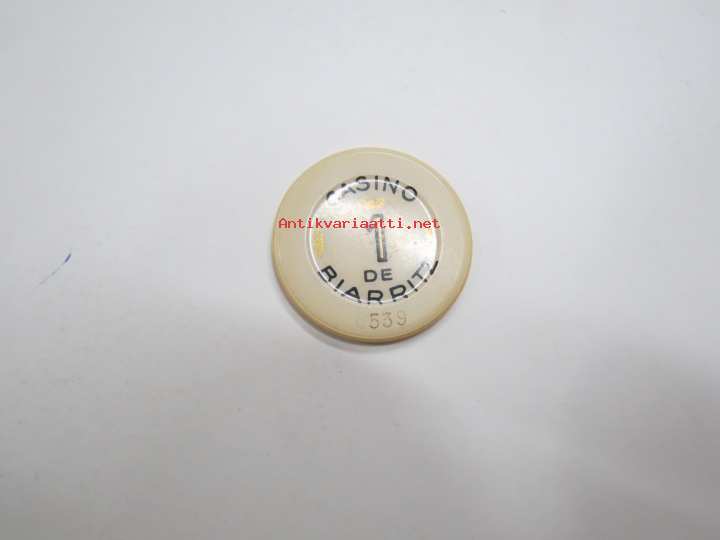 CASINO
Antikvariaatti.net
1
DE
BIARRITZ
539